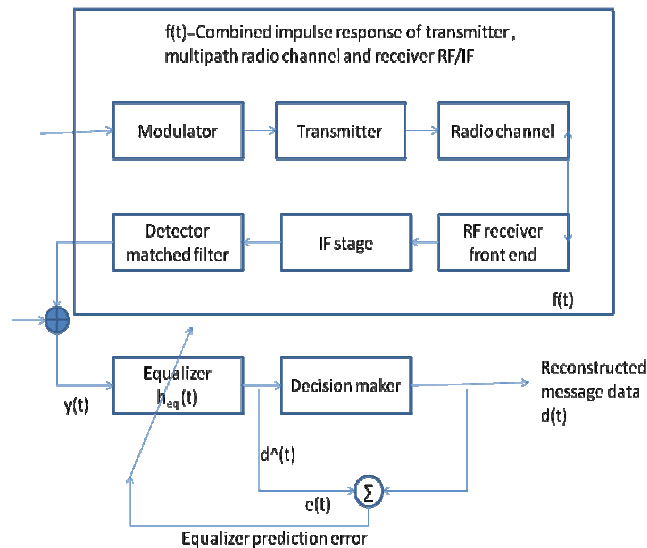 f(t)–Combined impulse response of transmitter,
multipath radio channel and receiver RF/IF
Modulator
Transmitter
Radio channel
Detector
matched filter
IF stage
RF receiver
front end
f(t)
Equalizer
heq(t)
Decision maker
Reconstructed
message data
d(t)
y(t)
d^(t)
Σ
e(t)
Equalizer prediction error